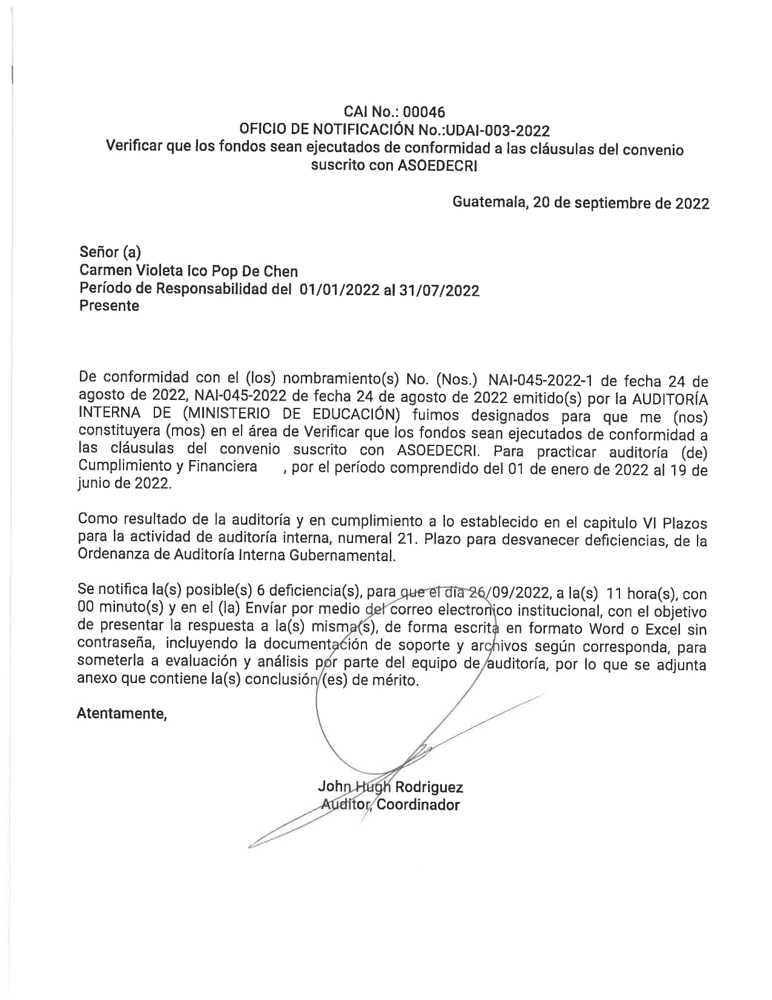 CAI No.: 00046
OFICIO DE NOTIFICACIÓN No.:UDAI-003-2022
Verificar que los fondos sean ejecutados de conformidad a las cláusulas del convenio
suscrito con ASOEDECRI
Guatemala, 20 de septiembre de 2022
Señor (a)
Carmen Violeta Ico Pop De Chen
Período de Responsabilidad del 01/01/2022 al 31/07/2022
Presente
De conformidad con el (los) nombramiento(s) No. (Nos.) NAI-045-2022-1 de fecha 24 de
agosto de 2022, NAI-045-2022 de fecha 24 de agosto de 2022 emitido(s) por la AUDITORÍA
INTERNA DE (MINISTERIO DE EDUCACIÓN) fuimos designados para que me (nos)
constituyera (mos) en el área de Verificar que los fondos sean ejecutados de conformidad a
las cláusulas del convenio suscrito con ASOEDECRI. Para practicar auditoría (de)
Cumplimiento y Financiera , por el período comprendido del 01 de enero de 2022 al 19 de
junio de 2022.
Como resultado de la auditoría y en cumplimiento a lo establecido en el capitulo VI Plazos
para la actividad de auditoría interna, numeral 21. Plazo para desvanecer deficiencias, de la
Ordenanza de Auditoría Interna Gubernamental.
Se notifica la(s) posible(s) 6 deficiencia(s), para que el día 26/09/2022, a la(s) 11 hora(s), con
00 minuto(s) y en el (la) Envíar por medio del correo electronico institucional, con el objetivo
de presentar la respuesta a la(s) misma(s), de forma escrita en formato Word o Excel sin
contraseña, incluyendo la documentación de soporte y archivos según corresponda, para
someterla a evaluación y análisis por parte del equipo de auditoría, por lo que se adjunta
anexo que contiene la(s) conclusión (es) de mérito.
Atentamente,
John Hugh Rodriguez
Auditor, Coordinador